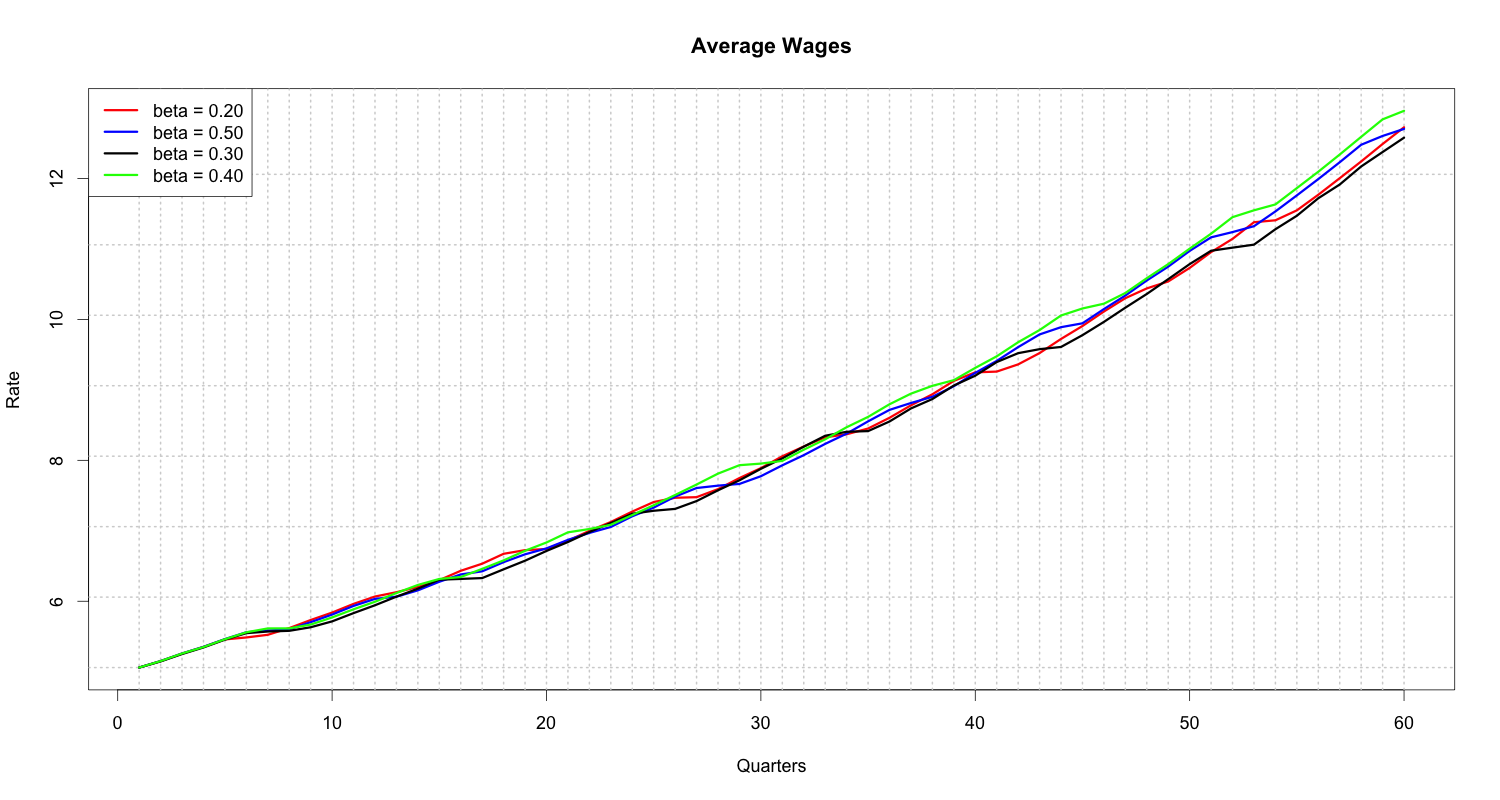 Average Wages
beta = 0.20
beta = 0.50
beta = 0.30
beta = 0.40
12
10
8
6
Rate
0 10 20 30 40 50 60
Quarters